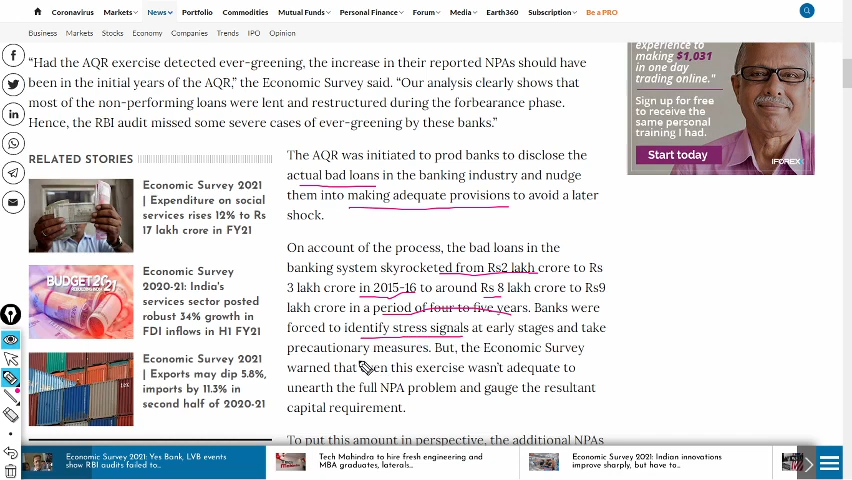 Coronavirus Markets News Portfolio Commodities Mutual Funds Personal Finance Forum Media Earth360 Subscription Be a PRO
Business Markets Stocks Economy Companies Trends IPO Opinion
“Had the AQR exercise detected ever-greening, the increase in their reported NPAs should have
been in the initial years of the AQR,” the Economic Survey said. “Our analysis clearly shows that
most of the non-performing loans were lent and restructured during the forbearance phase.
Hence, the RBI audit missed some severe cases of ever-greening by these banks.”
RELATED STORIES
Economic Survey
2021
| Expenditure on social
services rises 12% to Rs
17 lakh crore in FY21
Economic Survey
2020-21: India's
services sector posted
robust 34% growth in
FDI inflows in H1 FY21
Economic Survey 2021
| Exports may dip 5.8%,
imports by 11.3% in
second half of 2020-21
BUDGET 2021
The AQR was initiated to prod banks to disclose the
actual bad loans in the banking industry and nudge
them into making adequate provisions to avoid a later
shock.
On account of the process, the bad loans in the
banking system skyrocketed from Rs2 lakh crore to Rs
3 lakh crore in 2015-16 to around Rs 8 lakh crore to Rs9
lakh crore in a period of four to five years. Banks were
forced to identify stress signals at early stages and take
precautionary measures. But, the Economic Survey
warned that even this exercise wasn’t adequate to
unearth the full NPA problem and gauge the resultant
capital requirement.
To put this amount in perspective, the additional NPAs
experience to
making $1,031
in one day
trading online."
Sign up for free
to receive the
same personal
training I had.
Start today
IFOREX
Economic Survey 2021: Yes Bank, LVB events
show RBI audits failed to...
Tech Mahindra to hire fresh engineering and
MBA graduates, laterals...
Economic Survey 2021: Indian innovations
improve sharply, but have to...